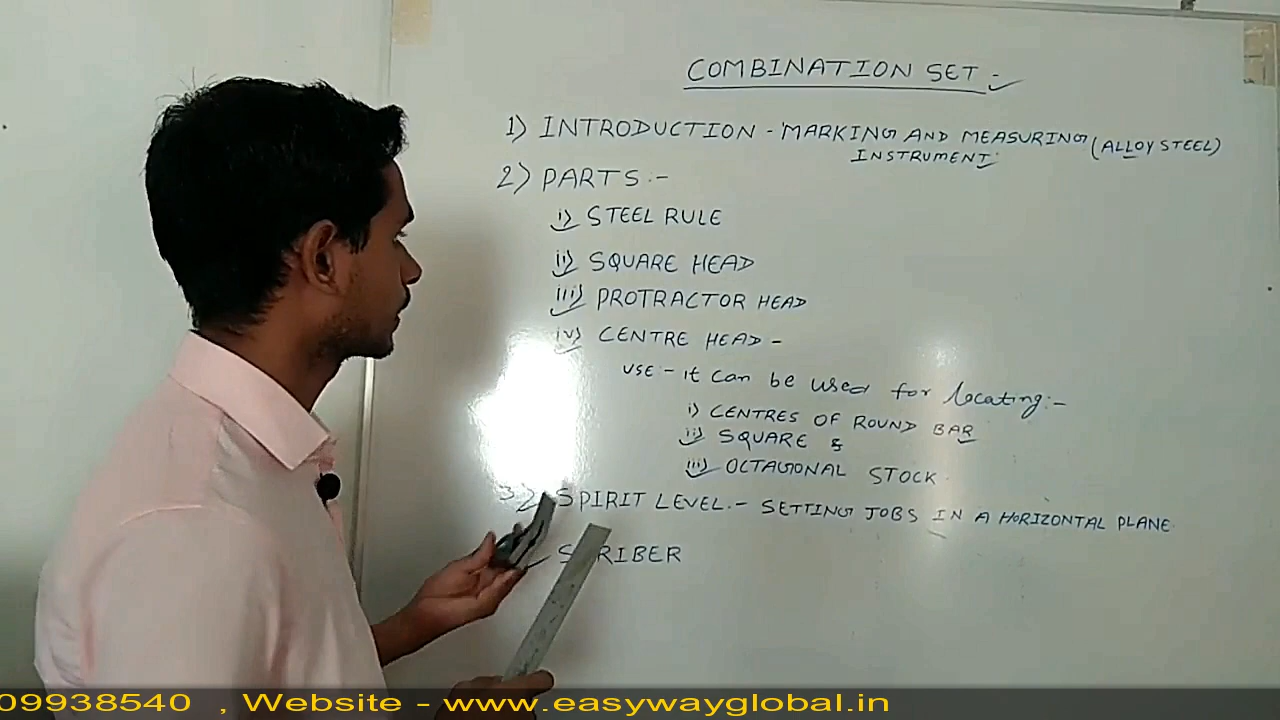 COMBINATION SET :-
1) INTRODUCTION - MARKING AND MEASURING (ALLOY STEEL)
INSTRUMENT:
2) PARTS :-
i) STEEL RULE
ii) SQUARE HEAD
iii) PROTRACTOR HEAD
iv) CENTRE HEAD -
USE - it can be used for locating :-
i) CENTRES OF ROUND BAR
ii) SQUARE &
iii) OCTAGONAL STOCK
3) SPIRIT LEVEL - SETTING JOBS IN A HORIZONTAL PLANE
09938540 , Website - www.easywayglobal.in